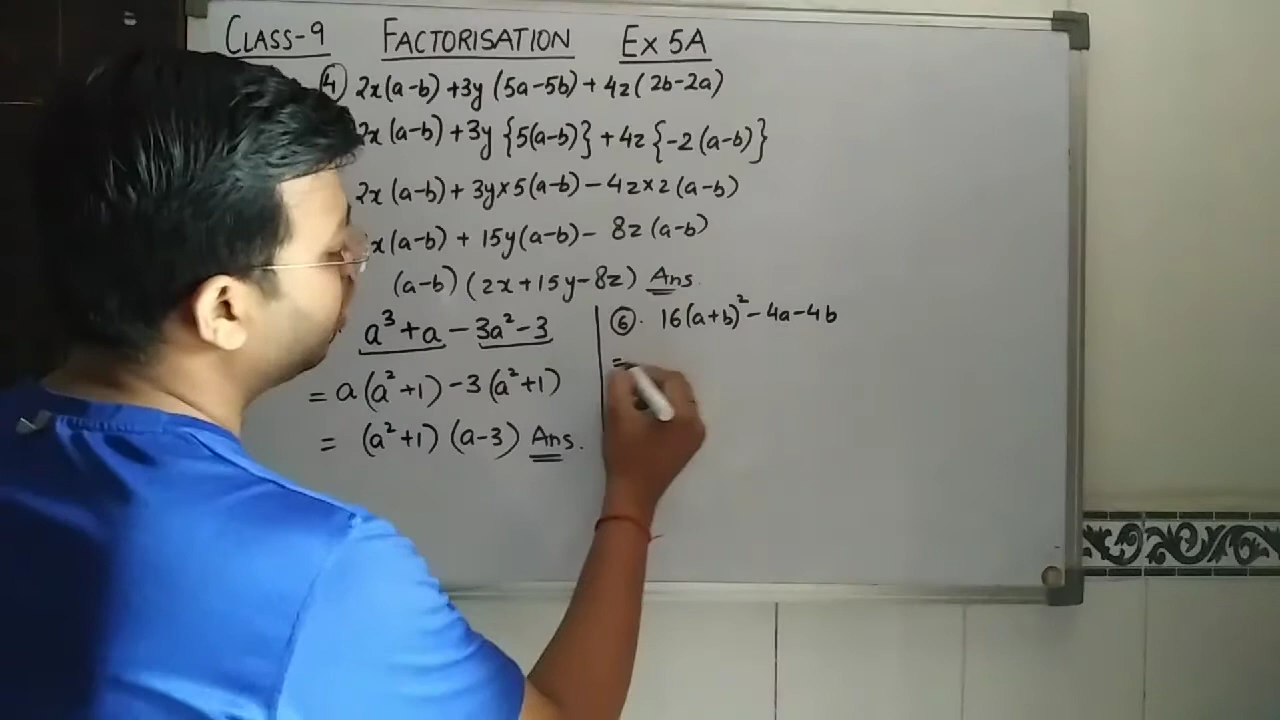 CLASS-9 FACTORISATION Ex 5A
4 2x(a-b)+3y(5a-5b)+4z(2b-2a)
2x(a-b)+3y{5(a-b)}+4z{-2(a-b)}
2x(a-b)+3y×5(a-b)-4z×2(a-b)
x(a-b)+15y(a-b)-8z(a-b)
(a-b)(2x+15y-8z) Ans.
a³+a-3a²-3
= a(a²+1)-3(a²+1)
= (a²+1)(a-3) Ans.
6. 16(a+b)²-4a-4b
=